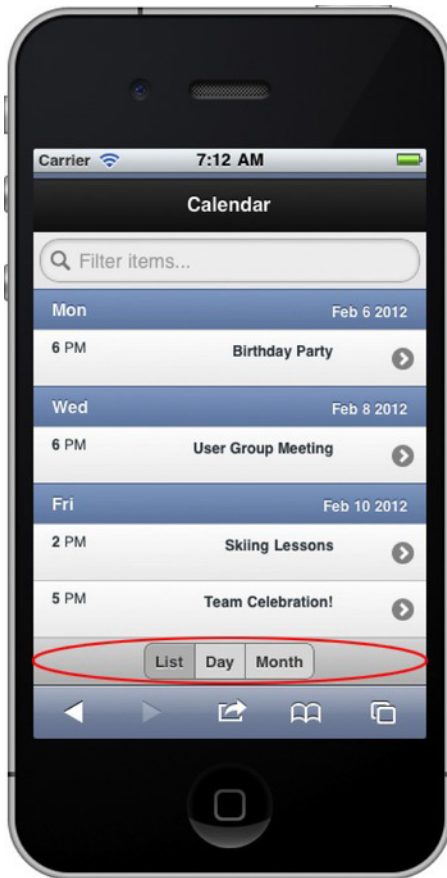 Carrier 7:12 AM
Calendar
Filter items...
Mon Feb 6 2012
6 PM Birthday Party
Wed Feb 8 2012
6 PM User Group Meeting
Fri Feb 10 2012
2 PM Skiing Lessons
5 PM Team Celebration!
List Day Month